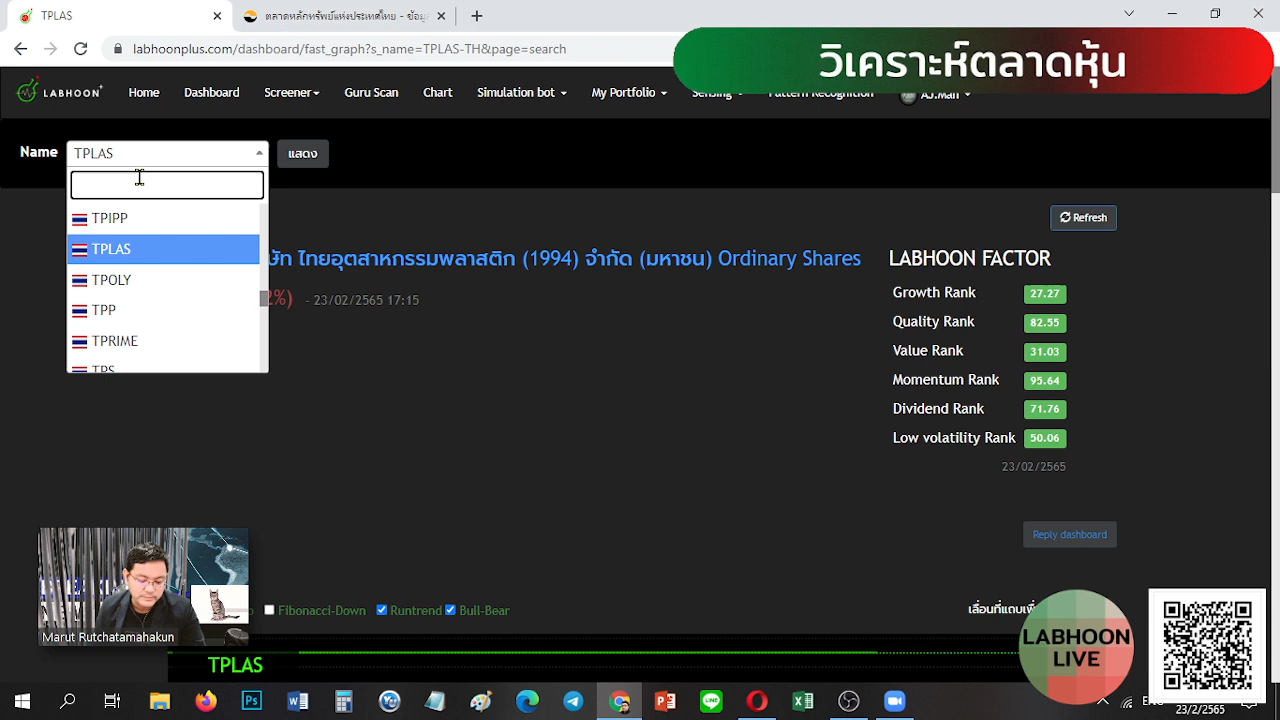 TPLAS
ตลาดหลักทรัพย์แห่งประเทศไทย - ข้อมู
labhoonplus.com/dashboard/fast_graph?s_name=TPLAS-TH&page=search
วิเคราะห์ตลาดหุ้น
LABHOON+ Home Dashboard Screener Guru Scan Chart Simulation bot My Portfolio Sensing Pattern Recognition AJ.Man
Name TPLAS แสดง
TPIPP
TPLAS
TPOLY
TPP
TPRIME
TPS
Refresh
ษัท ไทยอุตสาหกรรมพลาสติก (1994) จำกัด (มหาชน) Ordinary Shares
2%) - 23/02/2565 17:15
LABHOON FACTOR
Growth Rank 27.27
Quality Rank 82.55
Value Rank 31.03
Momentum Rank 95.64
Dividend Rank 71.76
Low volatility Rank 50.06
23/02/2565
Reply dashboard
Fibonacci-Down Runtrend Bull-Bear
Marut Rutchatamahakun
TPLAS
LABHOON
LIVE
23/2/2565